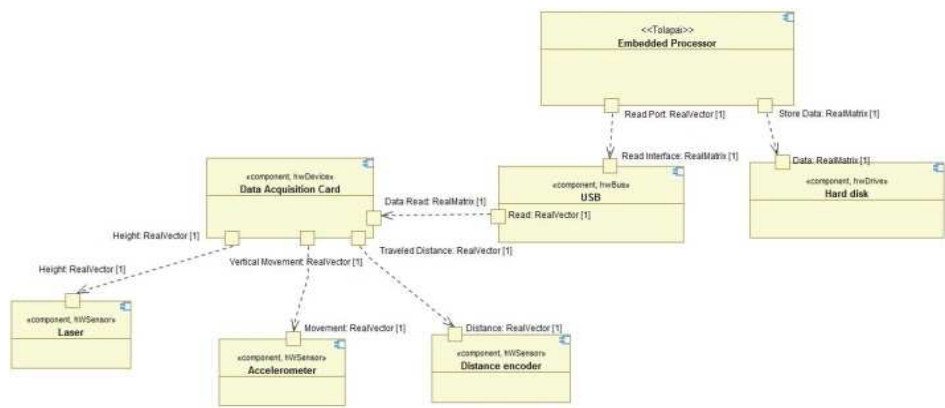 <<Tolapai>>
Embedded Processor
Read Port: RealVector [1]
Store Data: RealMatrix [1]
Read Interface: RealMatrix [1]
Data: RealMatrix [1]
«component, hwDevice»
Data Acquisition Card
«component, hwBus»
USB
«component, hwDrive»
Hard disk
Data Read: RealMatrix [1]
Read: RealVector [1]
Height: RealVector [1]
Vertical Movement: RealVector [1]
Traveled Distance: RealVector [1]
Height: RealVector [1]
«component, hWSensor»
Laser
Movement: RealVector [1]
Distance: RealVector [1]
«component, hWSensor»
Accelerometer
«component, hWSensor»
Distance encoder